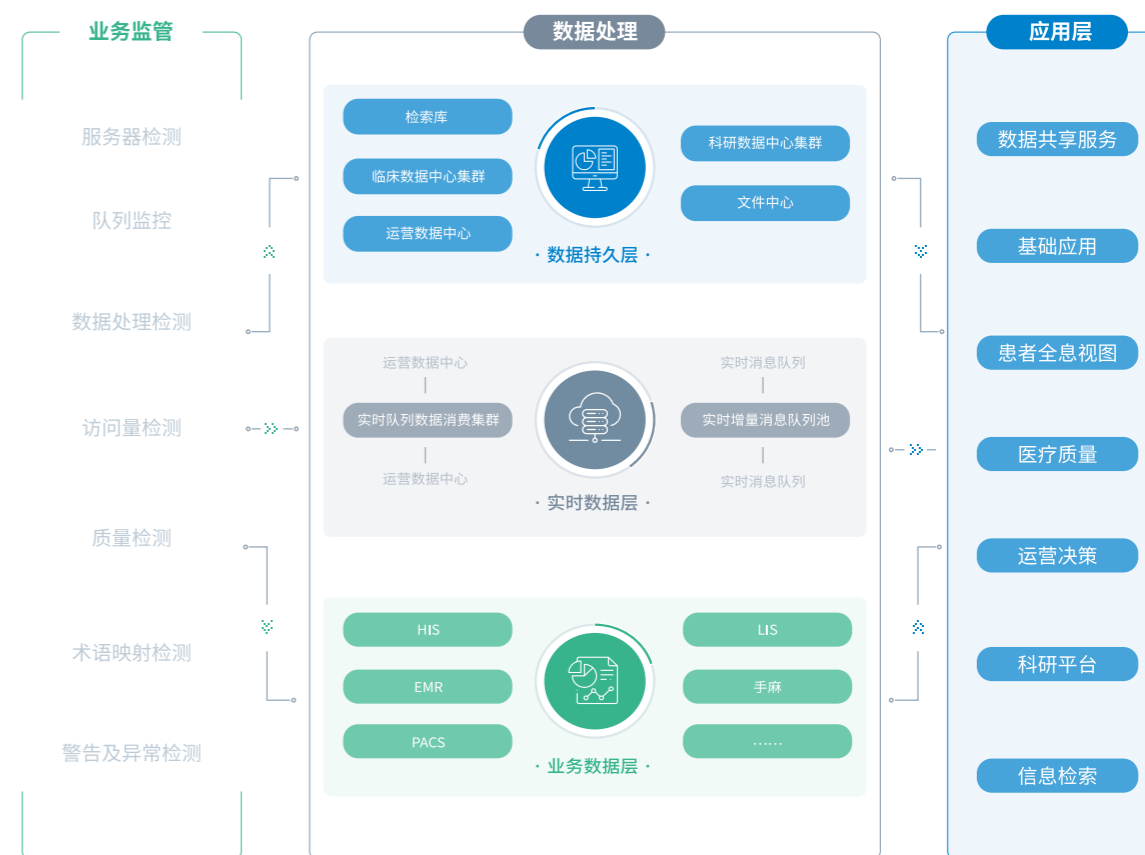 业务监管
服务器检测
队列监控
数据处理检测
访问量检测
质量检测
术语映射检测
警告及异常检测
数据处理
检索库
临床数据中心集群
运营数据中心
科研数据中心集群
文件中心
· 数据持久层 ·
运营数据中心
实时队列数据消费集群
运营数据中心
实时消息队列
实时增量消息队列池
实时消息队列
· 实时数据层 ·
HIS
EMR
PACS
LIS
手麻
……
· 业务数据层 ·
应用层
数据共享服务
基础应用
患者全息视图
医疗质量
运营决策
科研平台
信息检索